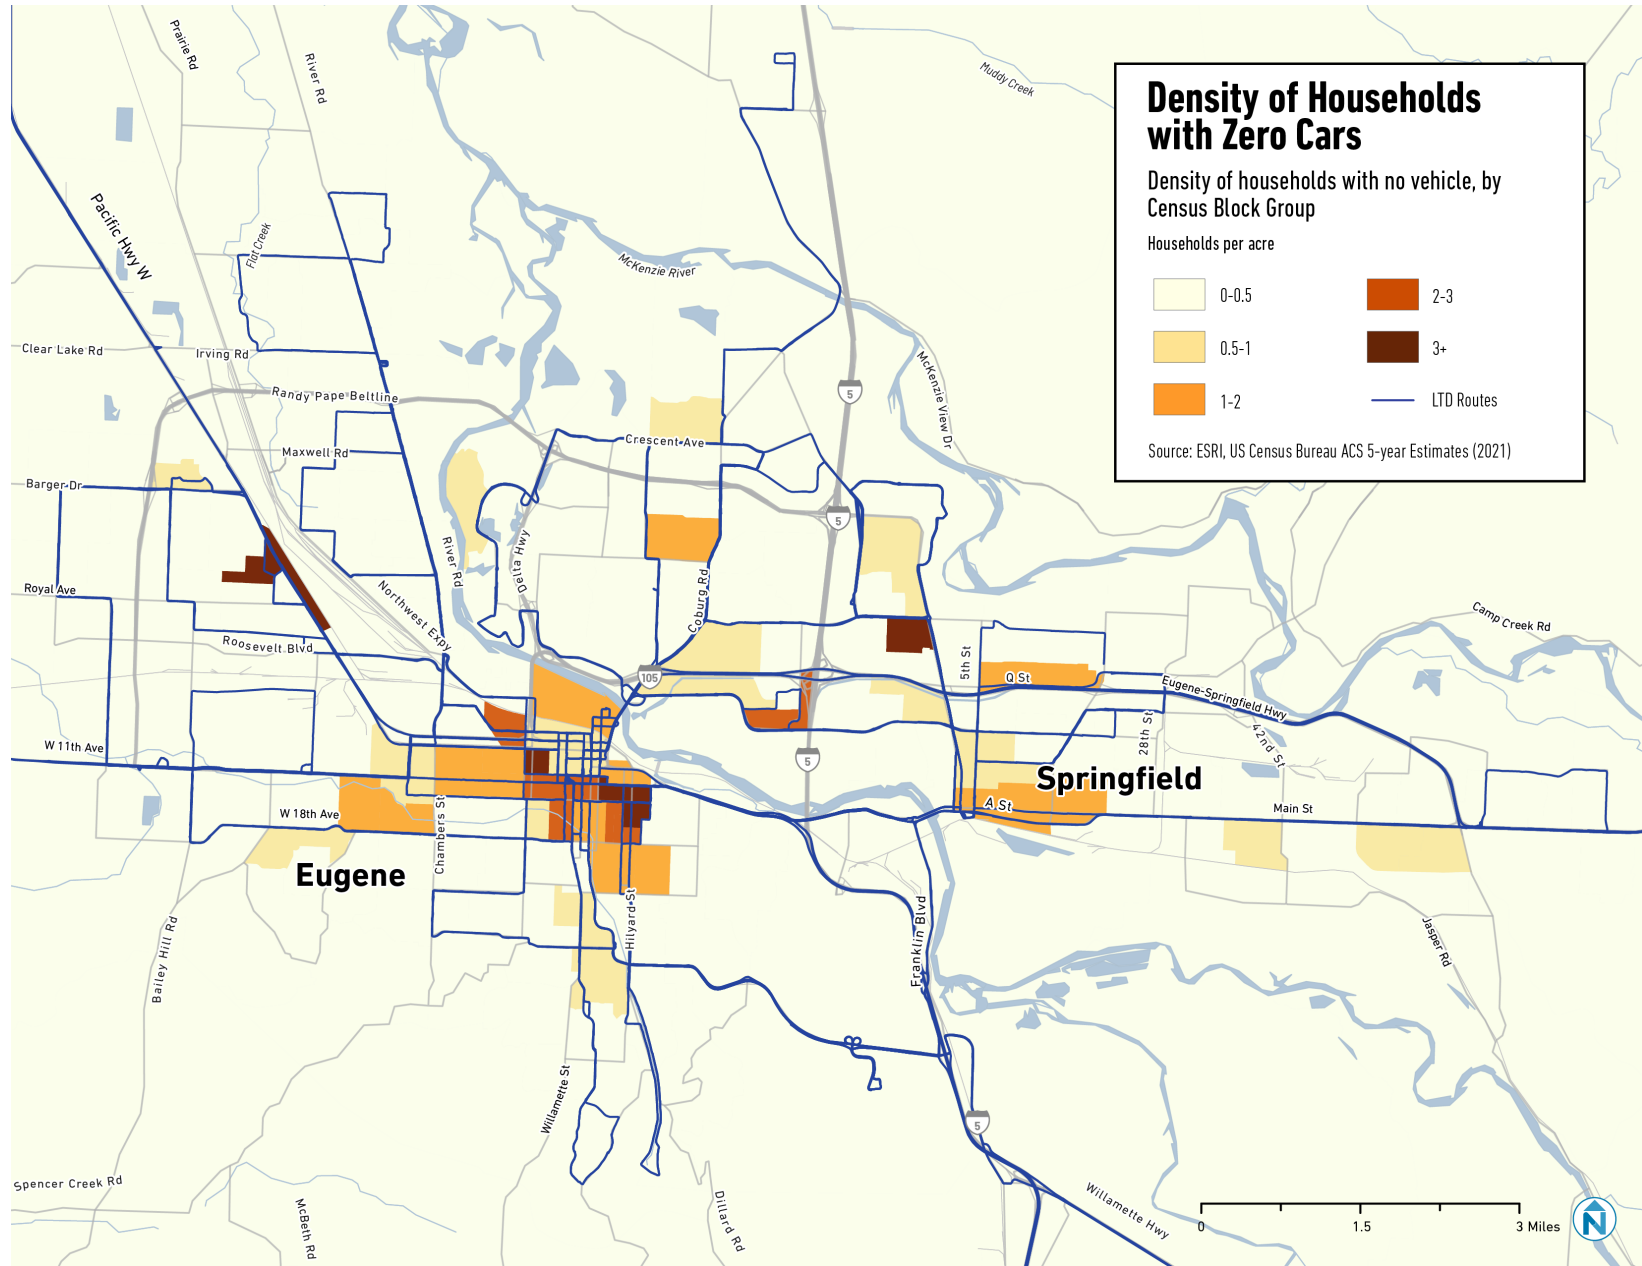 Density of Households
with Zero Cars
Density of households with no vehicle, by
Census Block Group
Households per acre
0-0.5
2-3
0.5-1
3+
1-2
LTD Routes
Source: ESRI, US Census Bureau ACS 5-year Estimates (2021)
Prairie Rd
River Rd
Muddy Creek
Pacific Hwy W
Flat Creek
McKenzie River
Clear Lake Rd
Irving Rd
McKenzie View Dr
Randy Pape Beltline
5
Crescent Ave
Maxwell Rd
Barger Dr
5
River Rd
Delta Hwy
Coburg Rd
Royal Ave
Northwest Expy
Camp Creek Rd
Roosevelt Blvd
5th St
105
Q St
Eugene-Springfield Hwy
28th St
42nd St
W 11th Ave
5
Springfield
A St
Main St
W 18th Ave
Chambers St
Eugene
Hilyard St
Franklin Blvd
Bailey Hill Rd
Jasper Rd
Willamette St
5
Spencer Creek Rd
McBeth Rd
Dillard Rd
Willamette Hwy
0
1.5
3 Miles
N